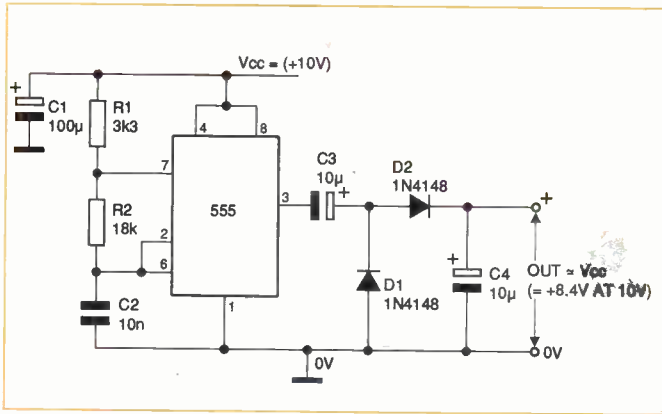 Vcc = (+10V)
+
C1
100µ
R1
3k3
4
8
7
C3
10µ
+
D2
1N4148
+
R2
18k
555
3
2
6
D1
1N4148
+
C4
10µ
OUT ≈ Vcc
(= +8.4V AT 10V)
C2
10n
1
0V
0V